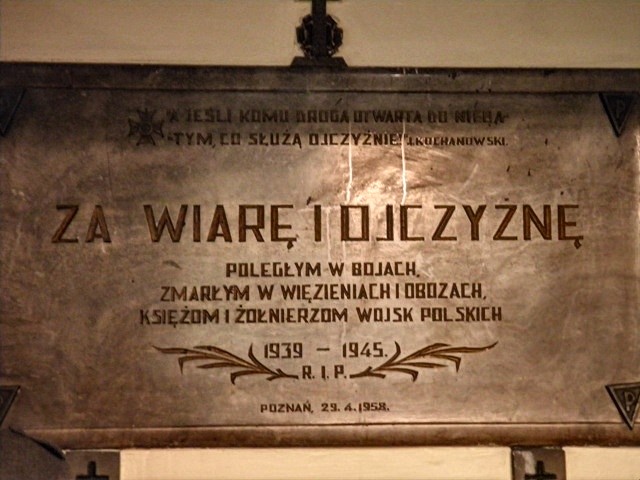 "A JEŚLI KOMU DROGA OTWARTA DO NIEBA-
-TYM, CO SŁUŻĄ OJCZYŹNIE." J.KOCHANOWSKI.
ZA WIARĘ I OJCZYZNĘ
POLEGŁYM W BOJACH,
ZMARŁYM W WIĘZIENIACH I OBOZACH,
KSIĘŻOM I ŻOŁNIERZOM WOJSK POLSKICH
1939 – 1945.
R.I.P.
POZNAŃ, 29.4.1958.
P
P